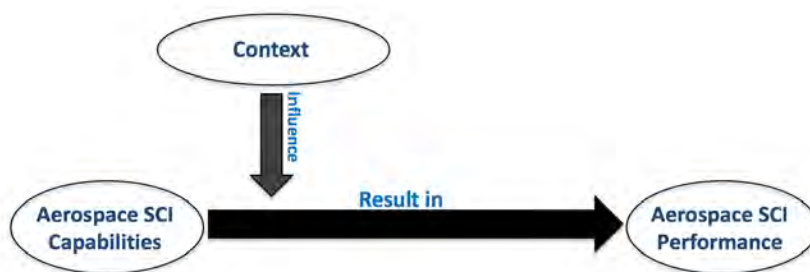 Context
Influence
Result in
Aerospace SCI
Capabilities
Aerospace SCI
Performance